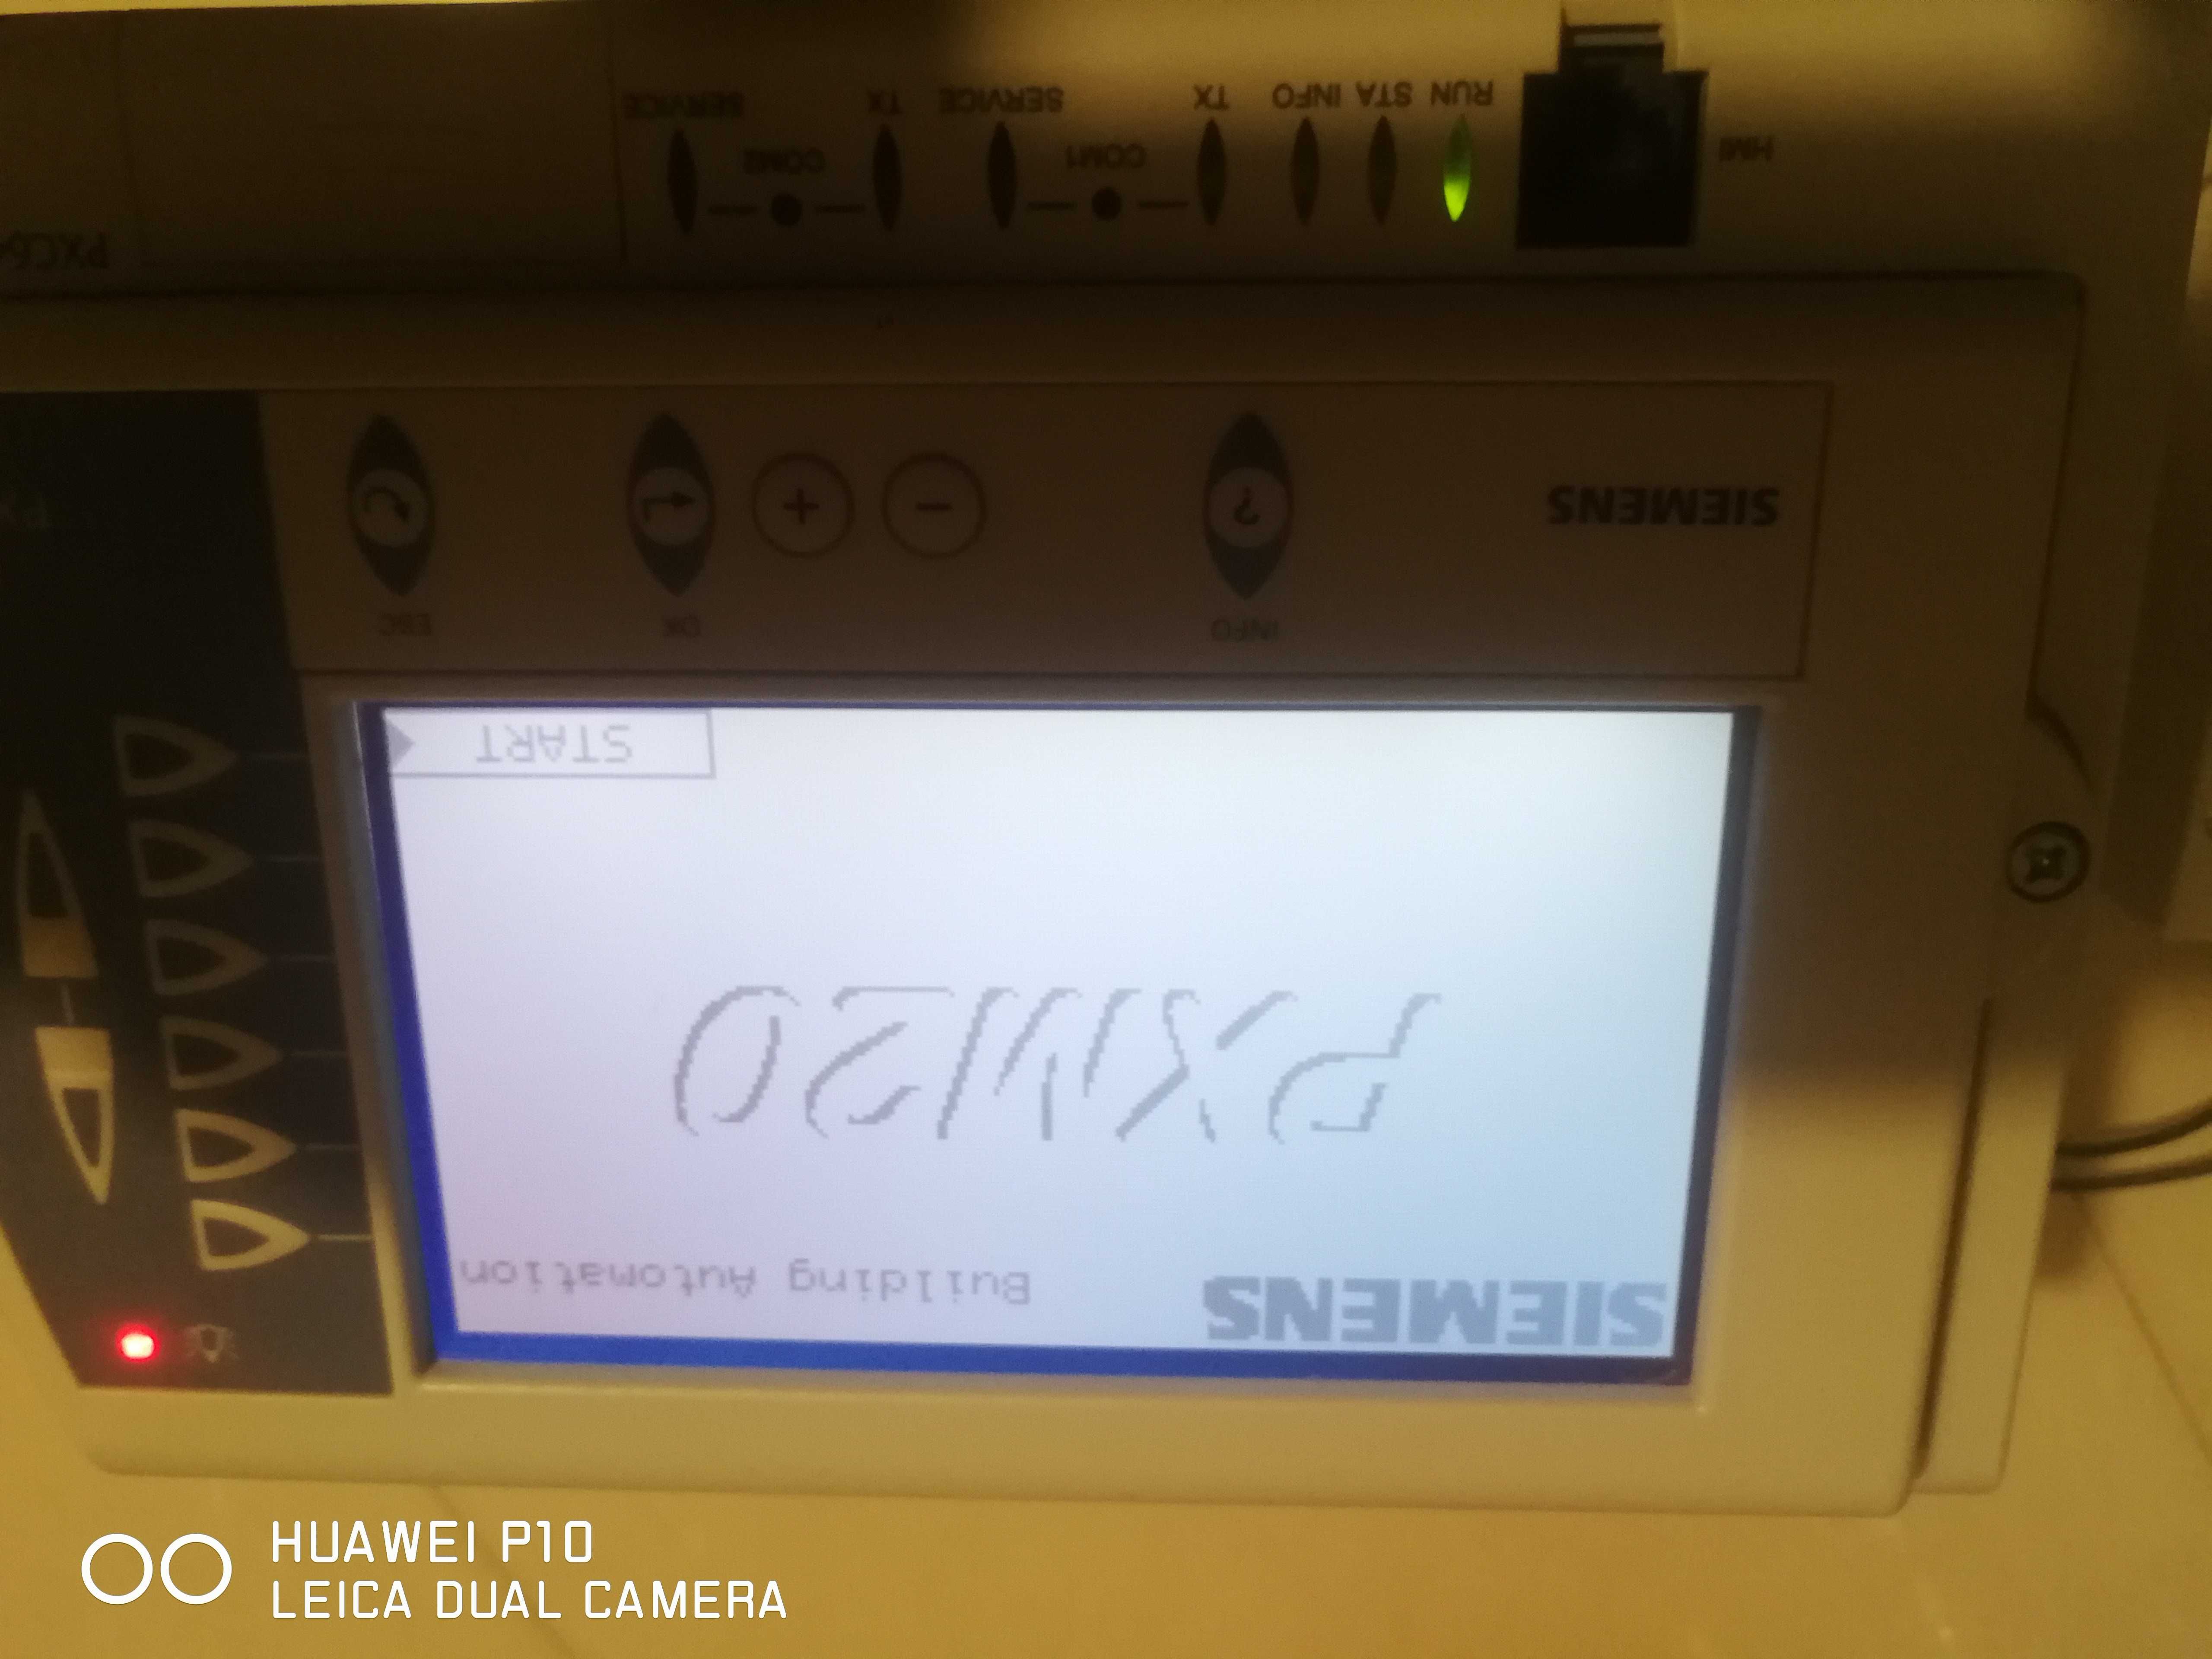 SIEMENS Building Automation
PXM20
START
INFO OK ESC
SIEMENS ? - +
HMI
RUN STA INFO TX COM1 SERVICE TX COM2 SERVICE
HUAWEI P10
LEICA DUAL CAMERA